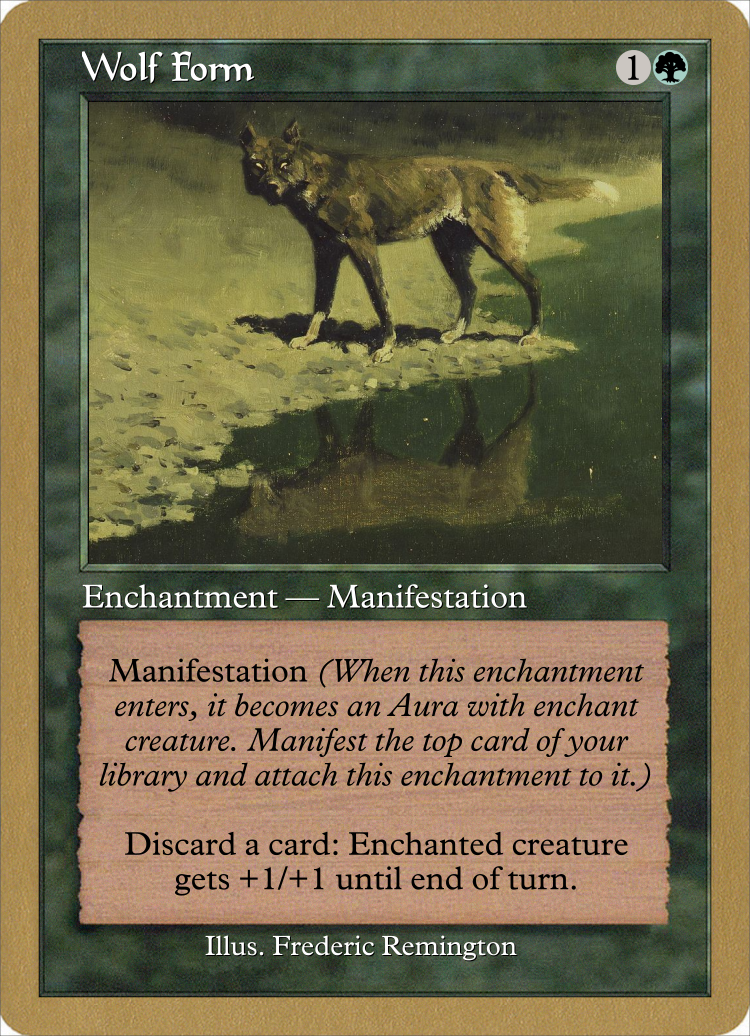 Wolf Form 1
Enchantment — Manifestation
Manifestation (When this enchantment
enters, it becomes an Aura with enchant
creature. Manifest the top card of your
library and attach this enchantment to it.)
Discard a card: Enchanted creature
gets +1/+1 until end of turn.
Illus. Frederic Remington